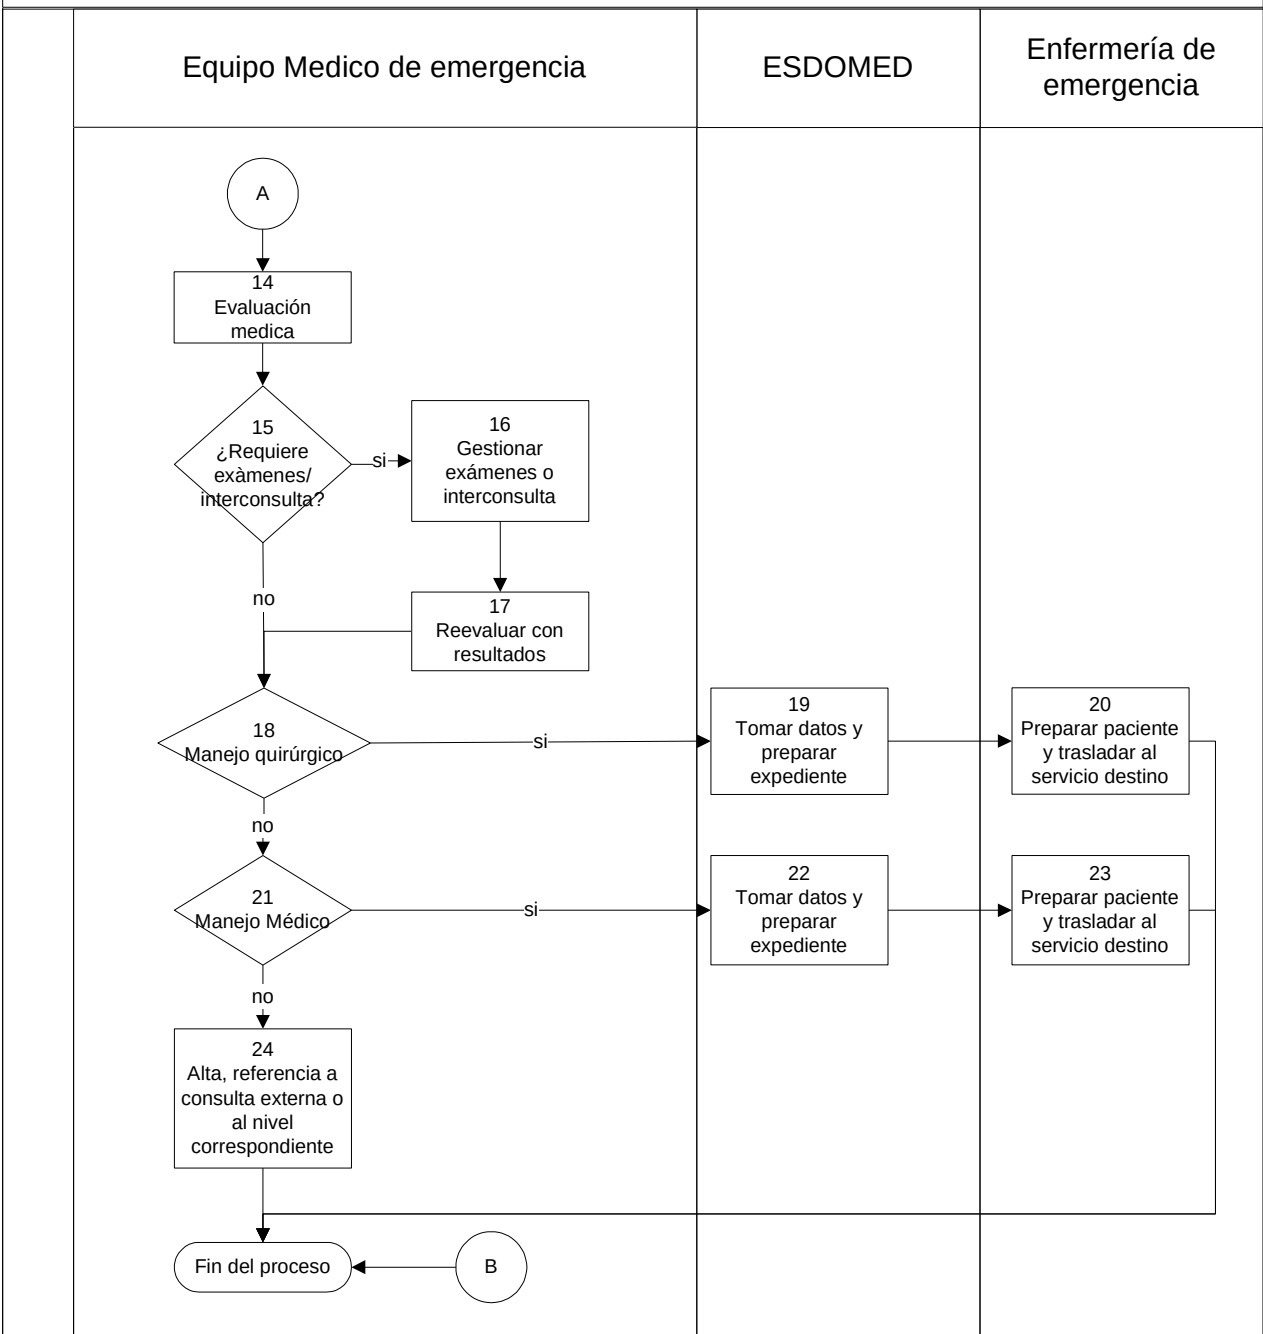 Equipo Medico de emergencia
ESDOMED
Enfermería de
emergencia
A
14
Evaluación
medica
15
¿Requiere
exàmenes/
interconsulta?
si
16
Gestionar
exámenes o
interconsulta
no
17
Reevaluar con
resultados
18
Manejo quirúrgico
si
19
Tomar datos y
preparar
expediente
20
Preparar paciente
y trasladar al
servicio destino
no
21
Manejo Médico
si
22
Tomar datos y
preparar
expediente
23
Preparar paciente
y trasladar al
servicio destino
no
24
Alta, referencia a
consulta externa o
al nivel
correspondiente
Fin del proceso
B